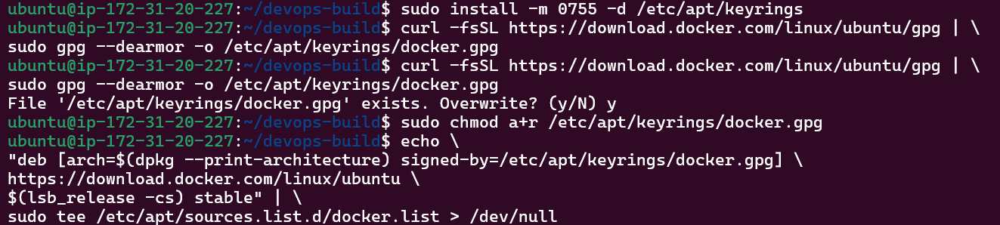 ubuntu@ip-172-31-20-227:~/devops-build$ sudo install -m 0755 -d /etc/apt/keyrings
ubuntu@ip-172-31-20-227:~/devops-build$ curl -fsSL https://download.docker.com/linux/ubuntu/gpg | \
sudo gpg --dearmor -o /etc/apt/keyrings/docker.gpg
ubuntu@ip-172-31-20-227:~/devops-build$ curl -fsSL https://download.docker.com/linux/ubuntu/gpg | \
sudo gpg --dearmor -o /etc/apt/keyrings/docker.gpg
File '/etc/apt/keyrings/docker.gpg' exists. Overwrite? (y/N) y
ubuntu@ip-172-31-20-227:~/devops-build$ sudo chmod a+r /etc/apt/keyrings/docker.gpg
ubuntu@ip-172-31-20-227:~/devops-build$ echo \
"deb [arch=$(dpkg --print-architecture) signed-by=/etc/apt/keyrings/docker.gpg] \
https://download.docker.com/linux/ubuntu \
$(lsb_release -cs) stable" | \
sudo tee /etc/apt/sources.list.d/docker.list > /dev/null